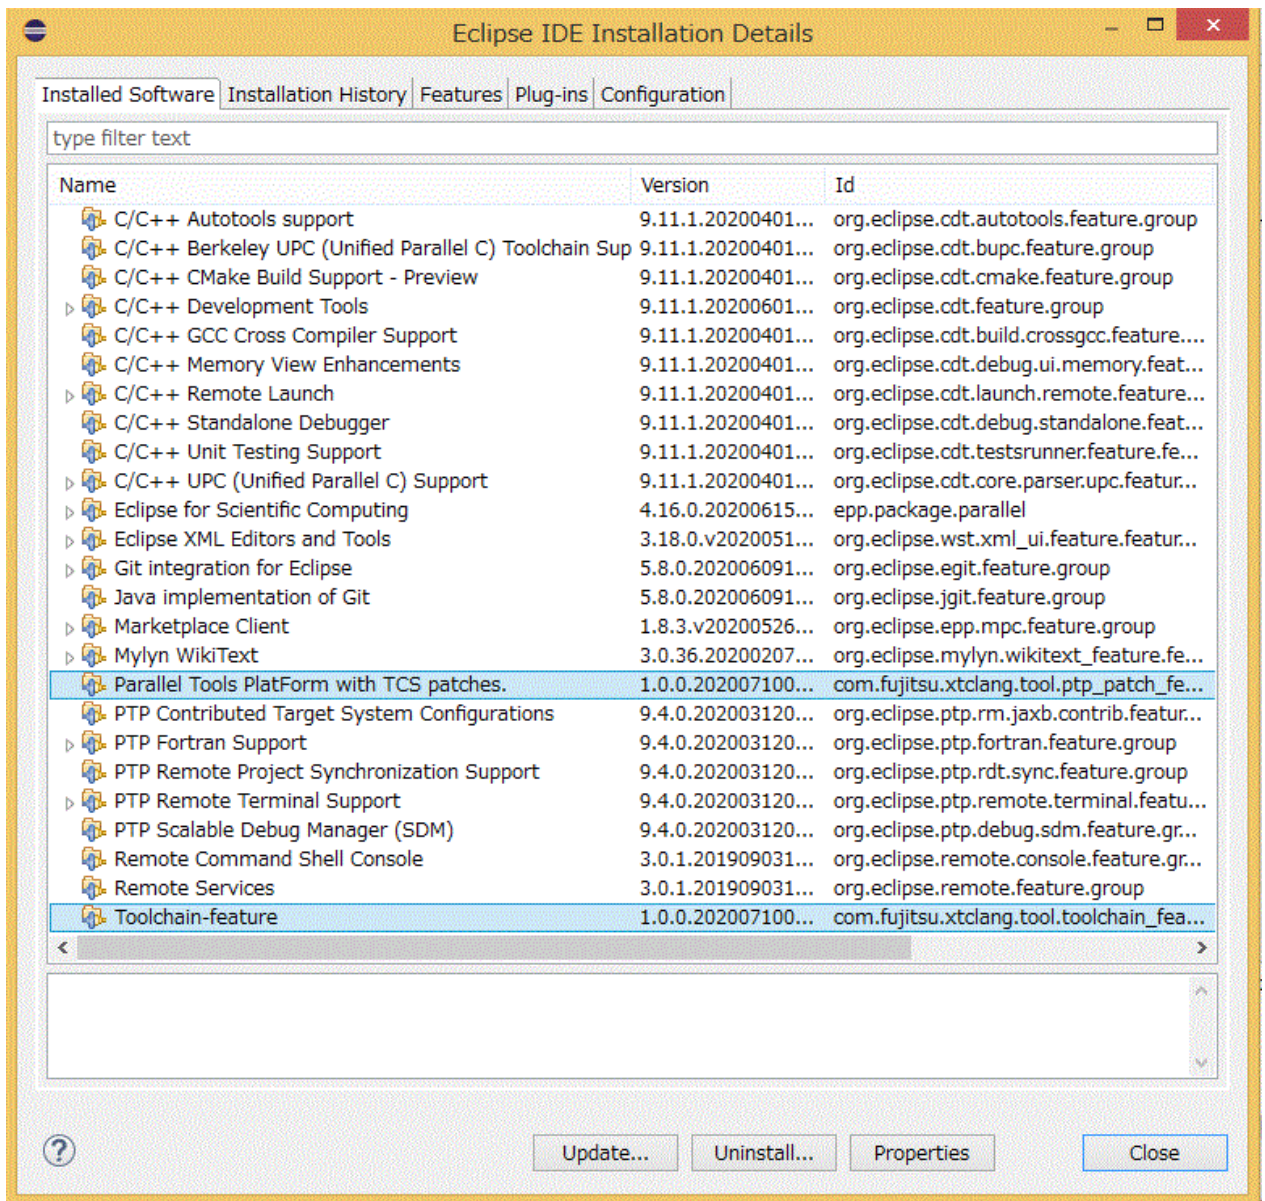 Eclipse IDE Installation Details
Installed Software Installation History Features Plug-ins Configuration
type filter text
Name Version Id
C/C++ Autotools support 9.11.1.20200401... org.eclipse.cdt.autotools.feature.group
C/C++ Berkeley UPC (Unified Parallel C) Toolchain Sup 9.11.1.20200401... org.eclipse.cdt.bupc.feature.group
C/C++ CMake Build Support - Preview 9.11.1.20200401... org.eclipse.cdt.cmake.feature.group
C/C++ Development Tools 9.11.1.20200601... org.eclipse.cdt.feature.group
C/C++ GCC Cross Compiler Support 9.11.1.20200401... org.eclipse.cdt.build.crossgcc.feature....
C/C++ Memory View Enhancements 9.11.1.20200401... org.eclipse.cdt.debug.ui.memory.feat...
C/C++ Remote Launch 9.11.1.20200401... org.eclipse.cdt.launch.remote.feature...
C/C++ Standalone Debugger 9.11.1.20200401... org.eclipse.cdt.debug.standalone.feat...
C/C++ Unit Testing Support 9.11.1.20200401... org.eclipse.cdt.testsrunner.feature.fe...
C/C++ UPC (Unified Parallel C) Support 9.11.1.20200401... org.eclipse.cdt.core.parser.upc.featur...
Eclipse for Scientific Computing 4.16.0.20200615... epp.package.parallel
Eclipse XML Editors and Tools 3.18.0.v2020051... org.eclipse.wst.xml_ui.feature.featur...
Git integration for Eclipse 5.8.0.202006091... org.eclipse.egit.feature.group
Java implementation of Git 5.8.0.202006091... org.eclipse.jgit.feature.group
Marketplace Client 1.8.3.v20200526... org.eclipse.epp.mpc.feature.group
Mylyn WikiText 3.0.36.20200207... org.eclipse.mylyn.wikitext_feature.fe...
Parallel Tools PlatForm with TCS patches. 1.0.0.202007100... com.fujitsu.xtclang.tool.ptp_patch_fe...
PTP Contributed Target System Configurations 9.4.0.202003120... org.eclipse.ptp.rm.jaxb.contrib.featur...
PTP Fortran Support 9.4.0.202003120... org.eclipse.ptp.fortran.feature.group
PTP Remote Project Synchronization Support 9.4.0.202003120... org.eclipse.ptp.rdt.sync.feature.group
PTP Remote Terminal Support 9.4.0.202003120... org.eclipse.ptp.remote.terminal.featu...
PTP Scalable Debug Manager (SDM) 9.4.0.202003120... org.eclipse.ptp.debug.sdm.feature.gr...
Remote Command Shell Console 3.0.1.201909031... org.eclipse.remote.console.feature.gr...
Remote Services 3.0.1.201909031... org.eclipse.remote.feature.group
Toolchain-feature 1.0.0.202007100... com.fujitsu.xtclang.tool.toolchain_fea...
Update... Uninstall... Properties Close